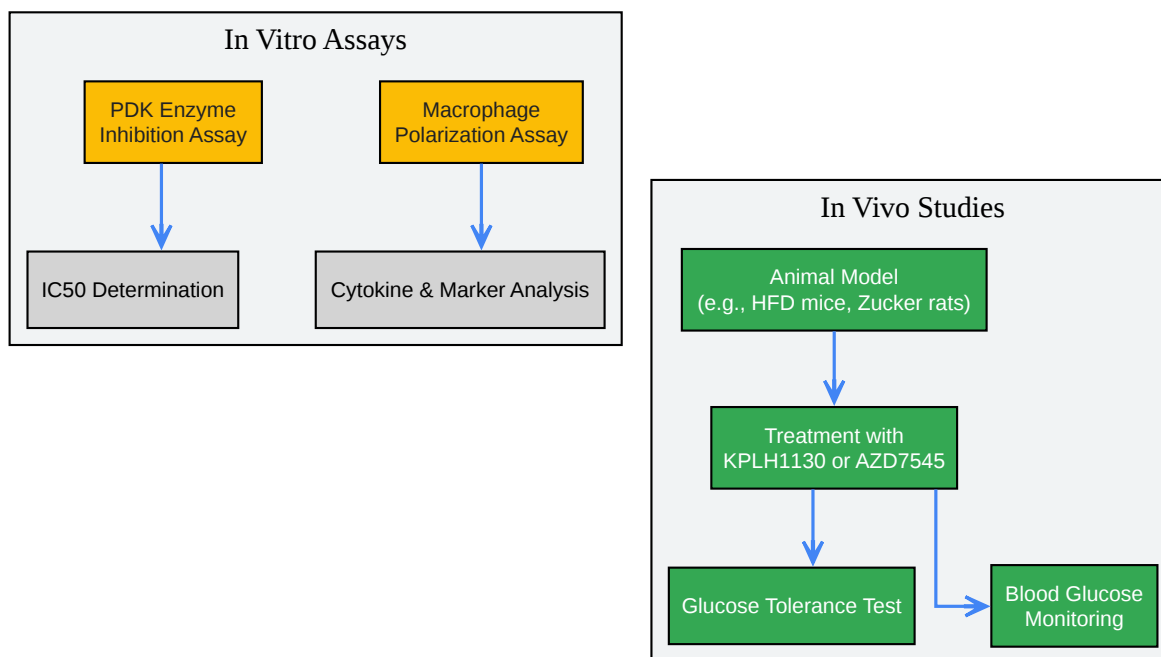 In Vitro Assays
PDK Enzyme
Inhibition Assay
Macrophage
Polarization Assay
IC50 Determination
Cytokine & Marker Analysis
In Vivo Studies
Animal Model
(e.g., HFD mice, Zucker rats)
Treatment with
KPLH1130 or AZD7545
Glucose Tolerance Test
Blood Glucose
Monitoring